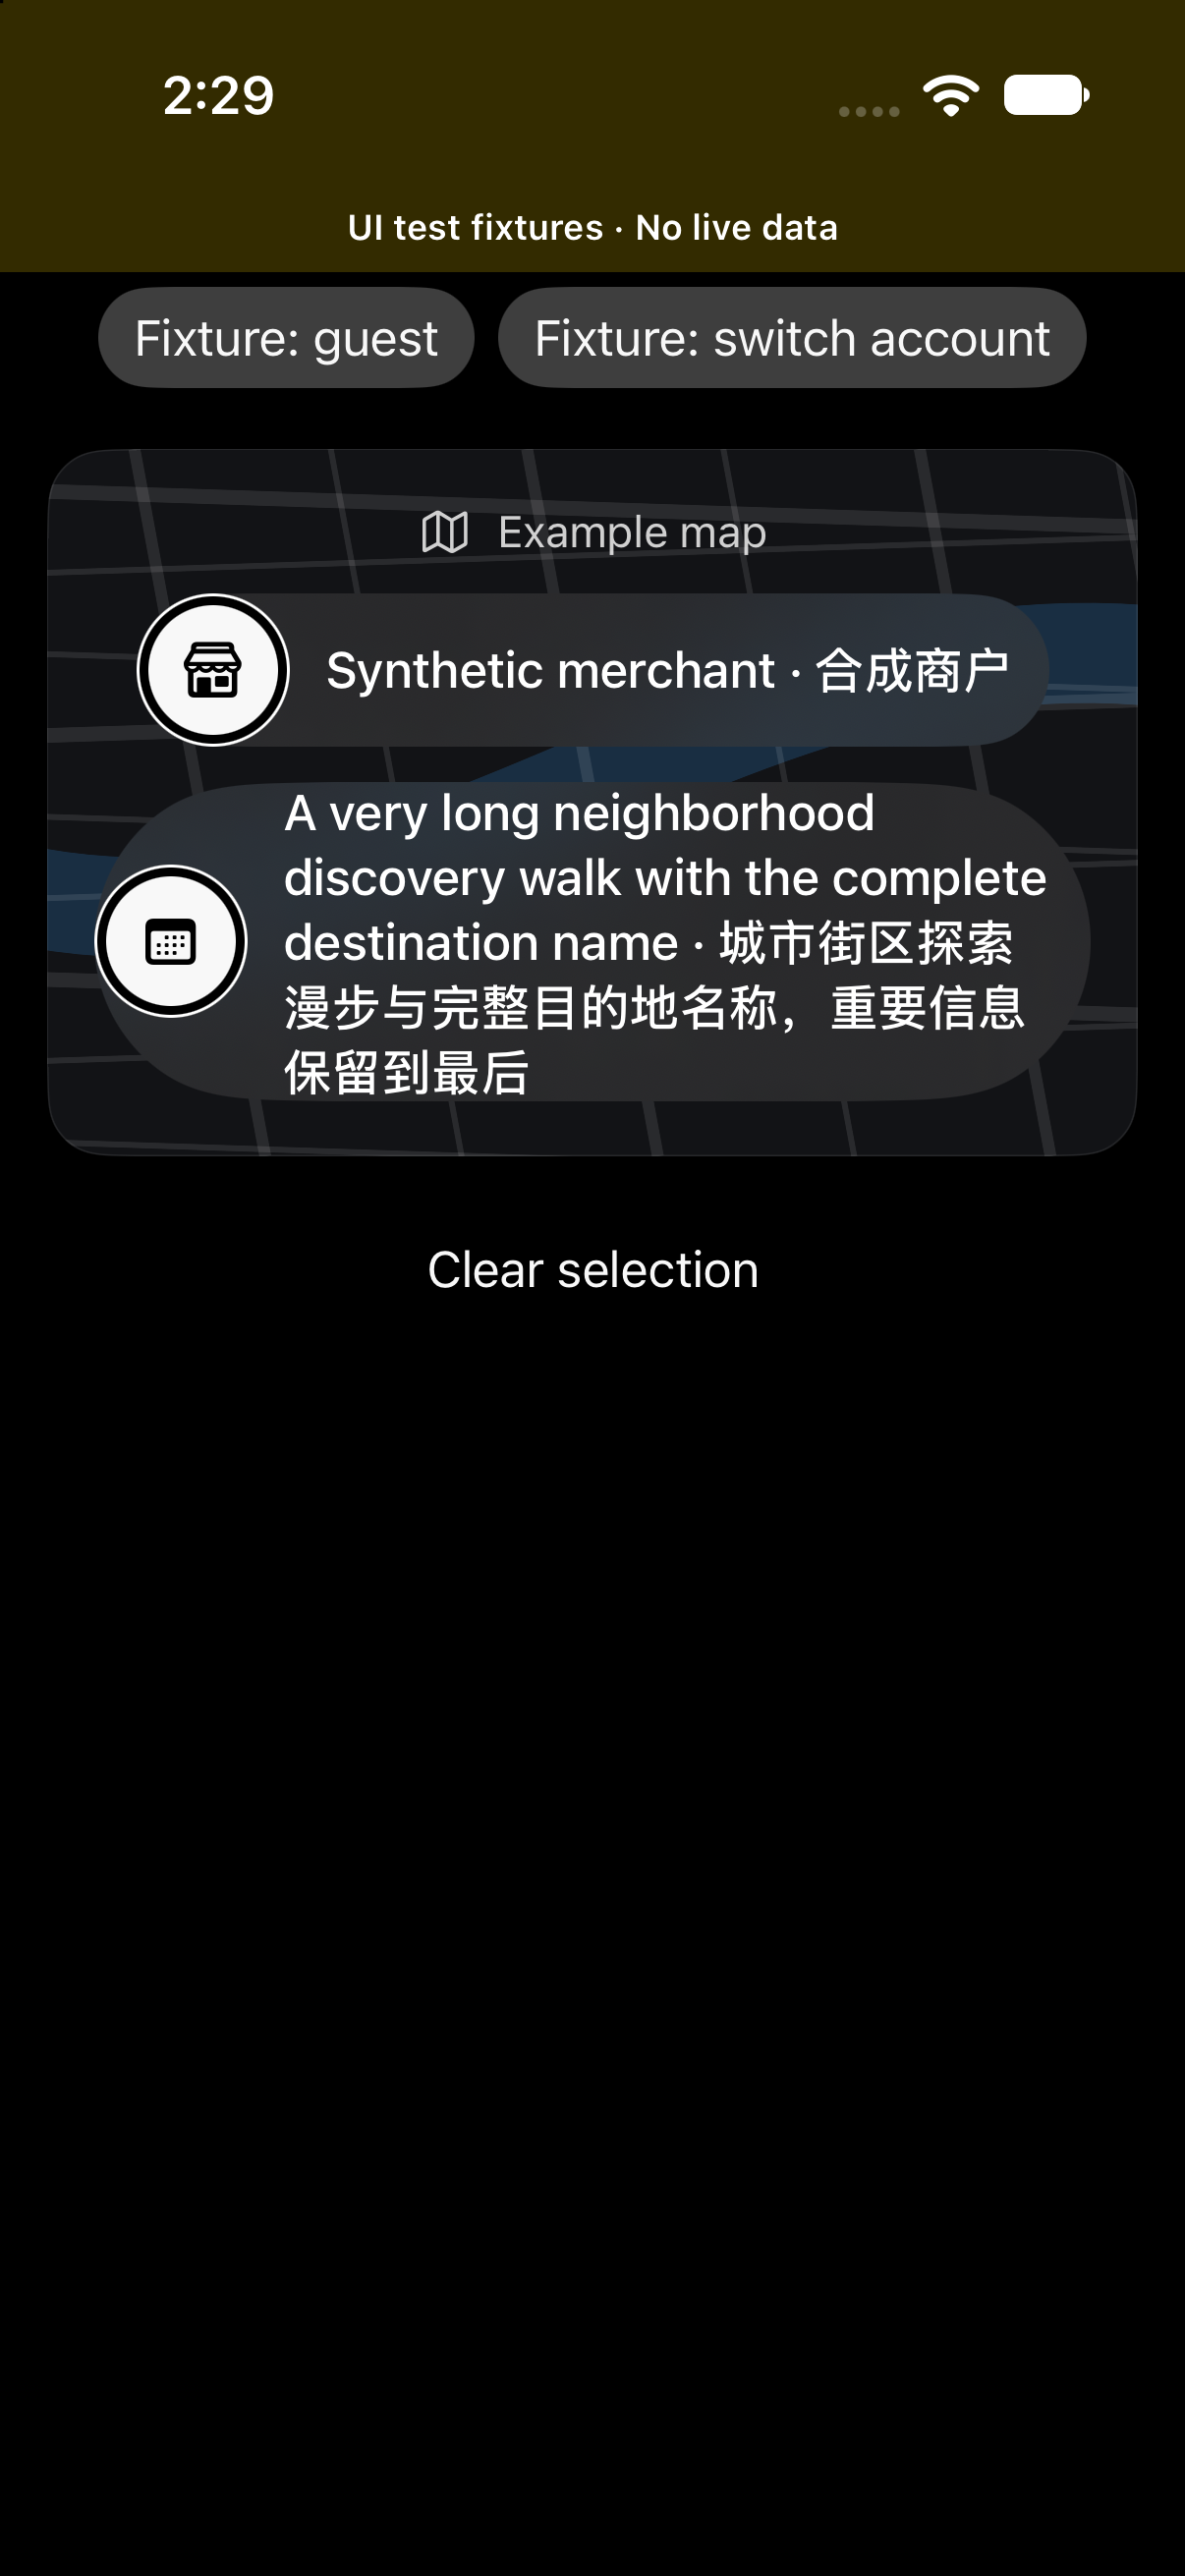 2:29
UI test fixtures · No live data
Fixture: guest
Fixture: switch account
Example map
Synthetic merchant · 合成商户
A very long neighborhood
discovery walk with the complete
destination name · 城市街区探索
漫步与完整目的地名称，重要信息
保留到最后
Clear selection